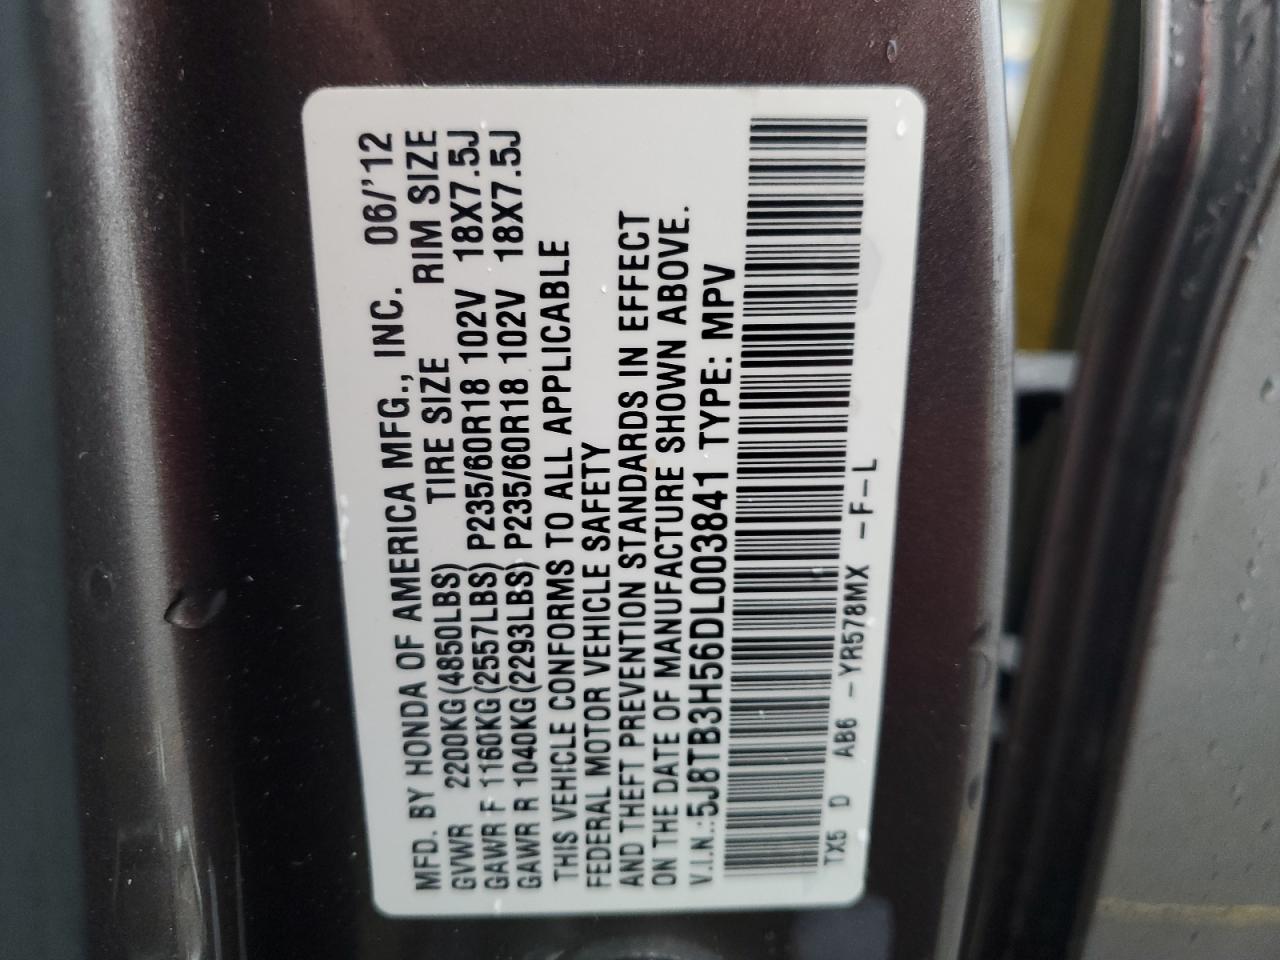 MFD. BY HONDA OF AMERICA MFG., INC. 06/'12
GVWR 2200KG(4850LBS) TIRE SIZE RIM SIZE
GAWR F 1160KG(2557LBS) P235/60R18 102V 18X7.5J
GAWR R 1040KG(2293LBS) P235/60R18 102V 18X7.5J
THIS VEHICLE CONFORMS TO ALL APPLICABLE
FEDERAL MOTOR VEHICLE SAFETY
AND THEFT PREVENTION STANDARDS IN EFFECT
ON THE DATE OF MANUFACTURE SHOWN ABOVE.
V.I.N.:5J8TB3H56DL003841 TYPE: MPV
TX5 D AB6 -YR578MX -F-L